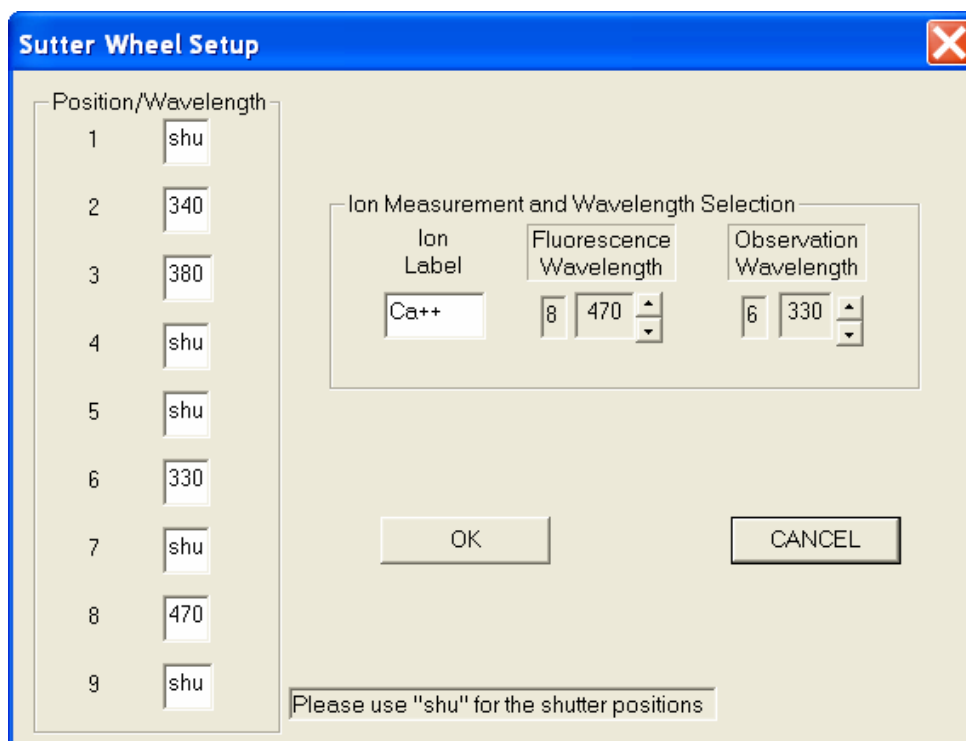 Sutter Wheel Setup
Position/Wavelength
1 shu
2 340
3 380
4 shu
5 shu
6 330
7 shu
8 470
9 shu
Ion Measurement and Wavelength Selection
Ion
Label
Fluorescence
Wavelength
Observation
Wavelength
Ca++ 8 470 6 330
OK CANCEL
Please use "shu" for the shutter positions